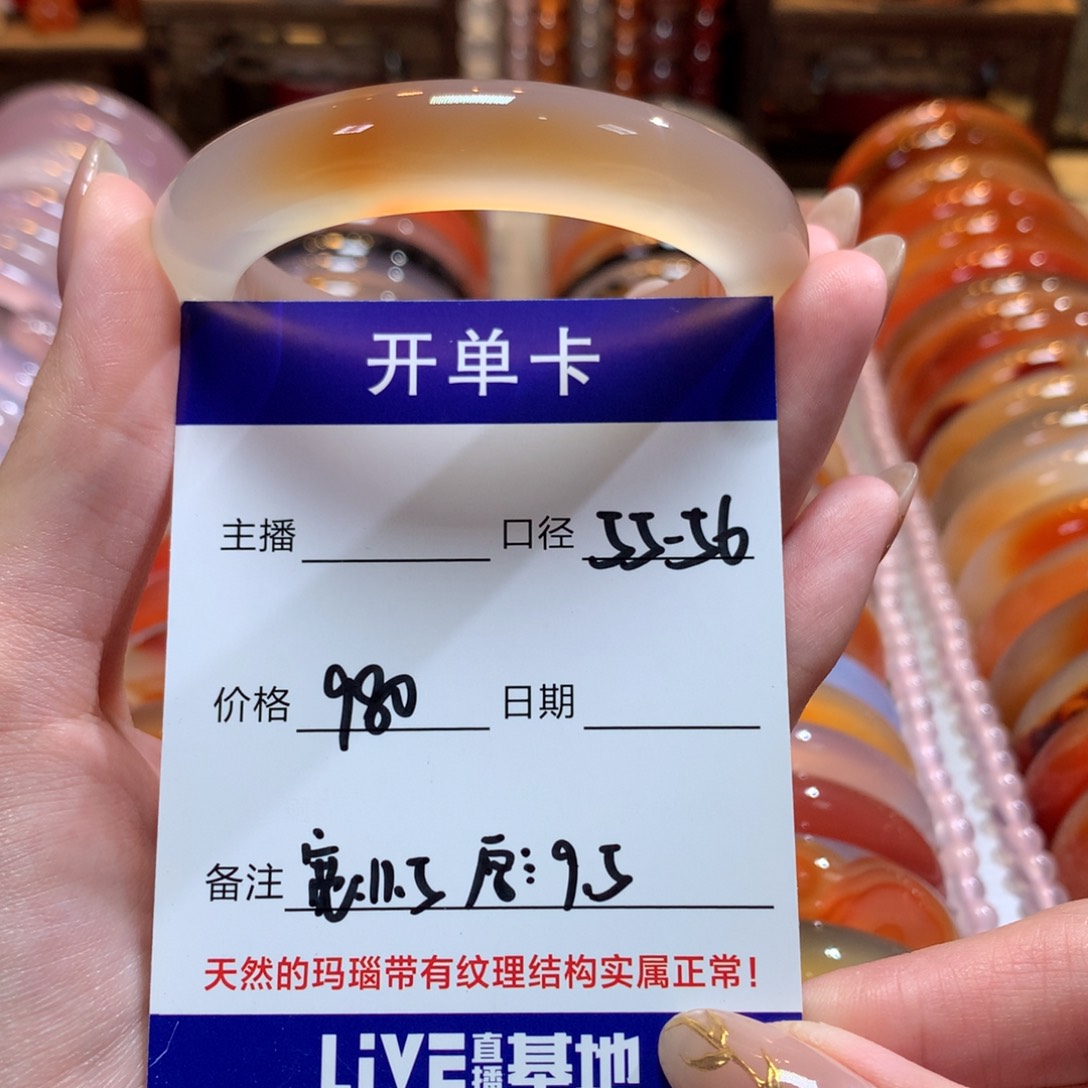 开单卡
主播 口径 55-56
价格 980 日期
备注 宽:11.5 厚:9.5
天然的玛瑙带有纹理结构实属正常！
LiVE直播基地